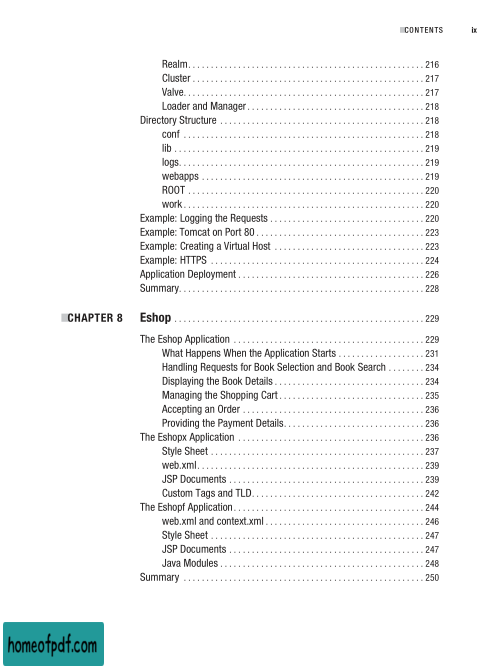 CONTENTS ix
Realm. . . . . . . . . . . . . . . . . . . . . . . . . . . . . . . . . . . . . . . . . . . . . . . . . . . . 216
Cluster . . . . . . . . . . . . . . . . . . . . . . . . . . . . . . . . . . . . . . . . . . . . . . . . . . . 217
Valve. . . . . . . . . . . . . . . . . . . . . . . . . . . . . . . . . . . . . . . . . . . . . . . . . . . . . 217
Loader and Manager. . . . . . . . . . . . . . . . . . . . . . . . . . . . . . . . . . . . . . . 218
Directory Structure . . . . . . . . . . . . . . . . . . . . . . . . . . . . . . . . . . . . . . . . . . . . . 218
conf . . . . . . . . . . . . . . . . . . . . . . . . . . . . . . . . . . . . . . . . . . . . . . . . . . . . . 218
lib . . . . . . . . . . . . . . . . . . . . . . . . . . . . . . . . . . . . . . . . . . . . . . . . . . . . . . . 219
logs. . . . . . . . . . . . . . . . . . . . . . . . . . . . . . . . . . . . . . . . . . . . . . . . . . . . . . 219
webapps . . . . . . . . . . . . . . . . . . . . . . . . . . . . . . . . . . . . . . . . . . . . . . . . . 219
ROOT . . . . . . . . . . . . . . . . . . . . . . . . . . . . . . . . . . . . . . . . . . . . . . . . . . . . 220
work. . . . . . . . . . . . . . . . . . . . . . . . . . . . . . . . . . . . . . . . . . . . . . . . . . . . . 220
Example: Logging the Requests . . . . . . . . . . . . . . . . . . . . . . . . . . . . . . . . . . 220
Example: Tomcat on Port 80 . . . . . . . . . . . . . . . . . . . . . . . . . . . . . . . . . . . . . 223
Example: Creating a Virtual Host . . . . . . . . . . . . . . . . . . . . . . . . . . . . . . . . . 223
Example: HTTPS . . . . . . . . . . . . . . . . . . . . . . . . . . . . . . . . . . . . . . . . . . . . . . . 224
Application Deployment . . . . . . . . . . . . . . . . . . . . . . . . . . . . . . . . . . . . . . . . . 226
Summary. . . . . . . . . . . . . . . . . . . . . . . . . . . . . . . . . . . . . . . . . . . . . . . . . . . . . 228
CHAPTER 8 Eshop . . . . . . . . . . . . . . . . . . . . . . . . . . . . . . . . . . . . . . . . . . . . . . . . . . . . . . . 229
The Eshop Application . . . . . . . . . . . . . . . . . . . . . . . . . . . . . . . . . . . . . . . . . . 229
What Happens When the Application Starts . . . . . . . . . . . . . . . . . . . 231
Handling Requests for Book Selection and Book Search . . . . . . . . 234
Displaying the Book Details . . . . . . . . . . . . . . . . . . . . . . . . . . . . . . . . . 234
Managing the Shopping Cart . . . . . . . . . . . . . . . . . . . . . . . . . . . . . . . . 235
Accepting an Order . . . . . . . . . . . . . . . . . . . . . . . . . . . . . . . . . . . . . . . . 236
Providing the Payment Details. . . . . . . . . . . . . . . . . . . . . . . . . . . . . . . 236
The Eshopx Application . . . . . . . . . . . . . . . . . . . . . . . . . . . . . . . . . . . . . . . . . 236
Style Sheet . . . . . . . . . . . . . . . . . . . . . . . . . . . . . . . . . . . . . . . . . . . . . . . 237
web.xml. . . . . . . . . . . . . . . . . . . . . . . . . . . . . . . . . . . . . . . . . . . . . . . . . . 239
JSP Documents . . . . . . . . . . . . . . . . . . . . . . . . . . . . . . . . . . . . . . . . . . . 239
Custom Tags and TLD. . . . . . . . . . . . . . . . . . . . . . . . . . . . . . . . . . . . . . 242
The Eshopf Application. . . . . . . . . . . . . . . . . . . . . . . . . . . . . . . . . . . . . . . . . . 244
web.xml and context.xml . . . . . . . . . . . . . . . . . . . . . . . . . . . . . . . . . . . 246
Style Sheet . . . . . . . . . . . . . . . . . . . . . . . . . . . . . . . . . . . . . . . . . . . . . . . 247
JSP Documents . . . . . . . . . . . . . . . . . . . . . . . . . . . . . . . . . . . . . . . . . . . 247
Java Modules . . . . . . . . . . . . . . . . . . . . . . . . . . . . . . . . . . . . . . . . . . . . . 248
Summary . . . . . . . . . . . . . . . . . . . . . . . . . . . . . . . . . . . . . . . . . . . . . . . . . . . . . 250
homeofpdf.com